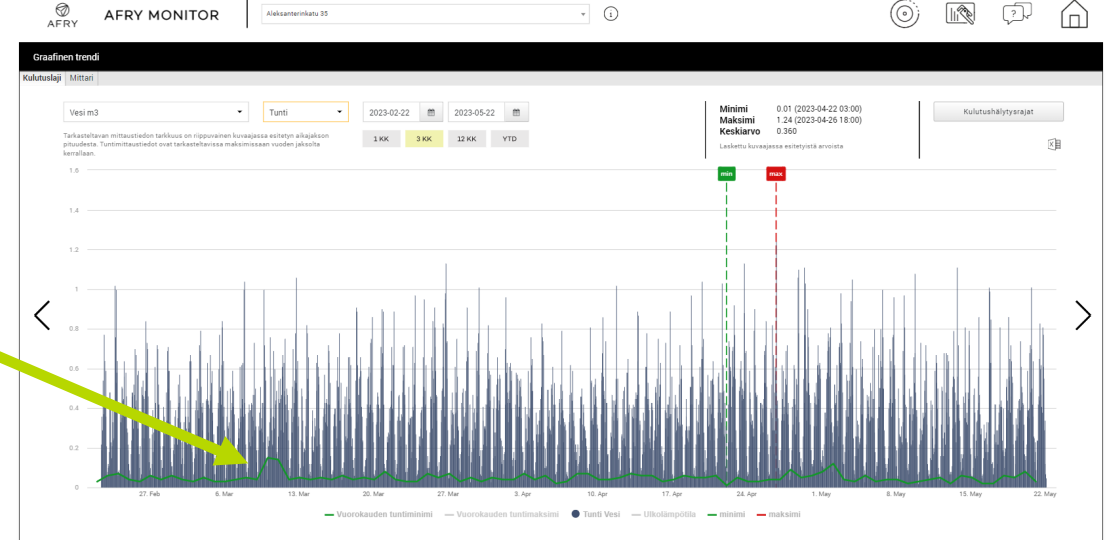 AFRY
AFRY MONITOR
Aleksanterinkatu 35
i
?
Graafinen trendi
Kulutuslaji Mittari
Vesi m3
Tunti
2023-02-22
2023-05-22
Tarkasteltavan mittaustiedon tarkkuus on riippuvainen kuvaajassa esitetyn aikajakson
pituudesta. Tuntimittaustiedot ovat tarkasteltavissa maksimissaan vuoden jaksolta
kerrallaan.
1 KK
3 KK
12 KK
YTD
Minimi 0.01 (2023-04-22 03:00)
Maksimi 1.24 (2023-04-26 18:00)
Keskiarvo 0.360
Laskettu kuvaajassa esitetyistä arvoista
Kulutushälytysrajat
min
max
1.6
1.4
1.2
1
0.8
0.6
0.4
0.2
0
27. Feb 6. Mar 13. Mar 20. Mar 27. Mar 3. Apr 10. Apr 17. Apr 24. Apr 1. May 8. May 15. May 22. May
Vuorokauden tuntiminimi Vuorokauden tuntimaksimi Tunti Vesi Ulkolämpötila minimi maksimi